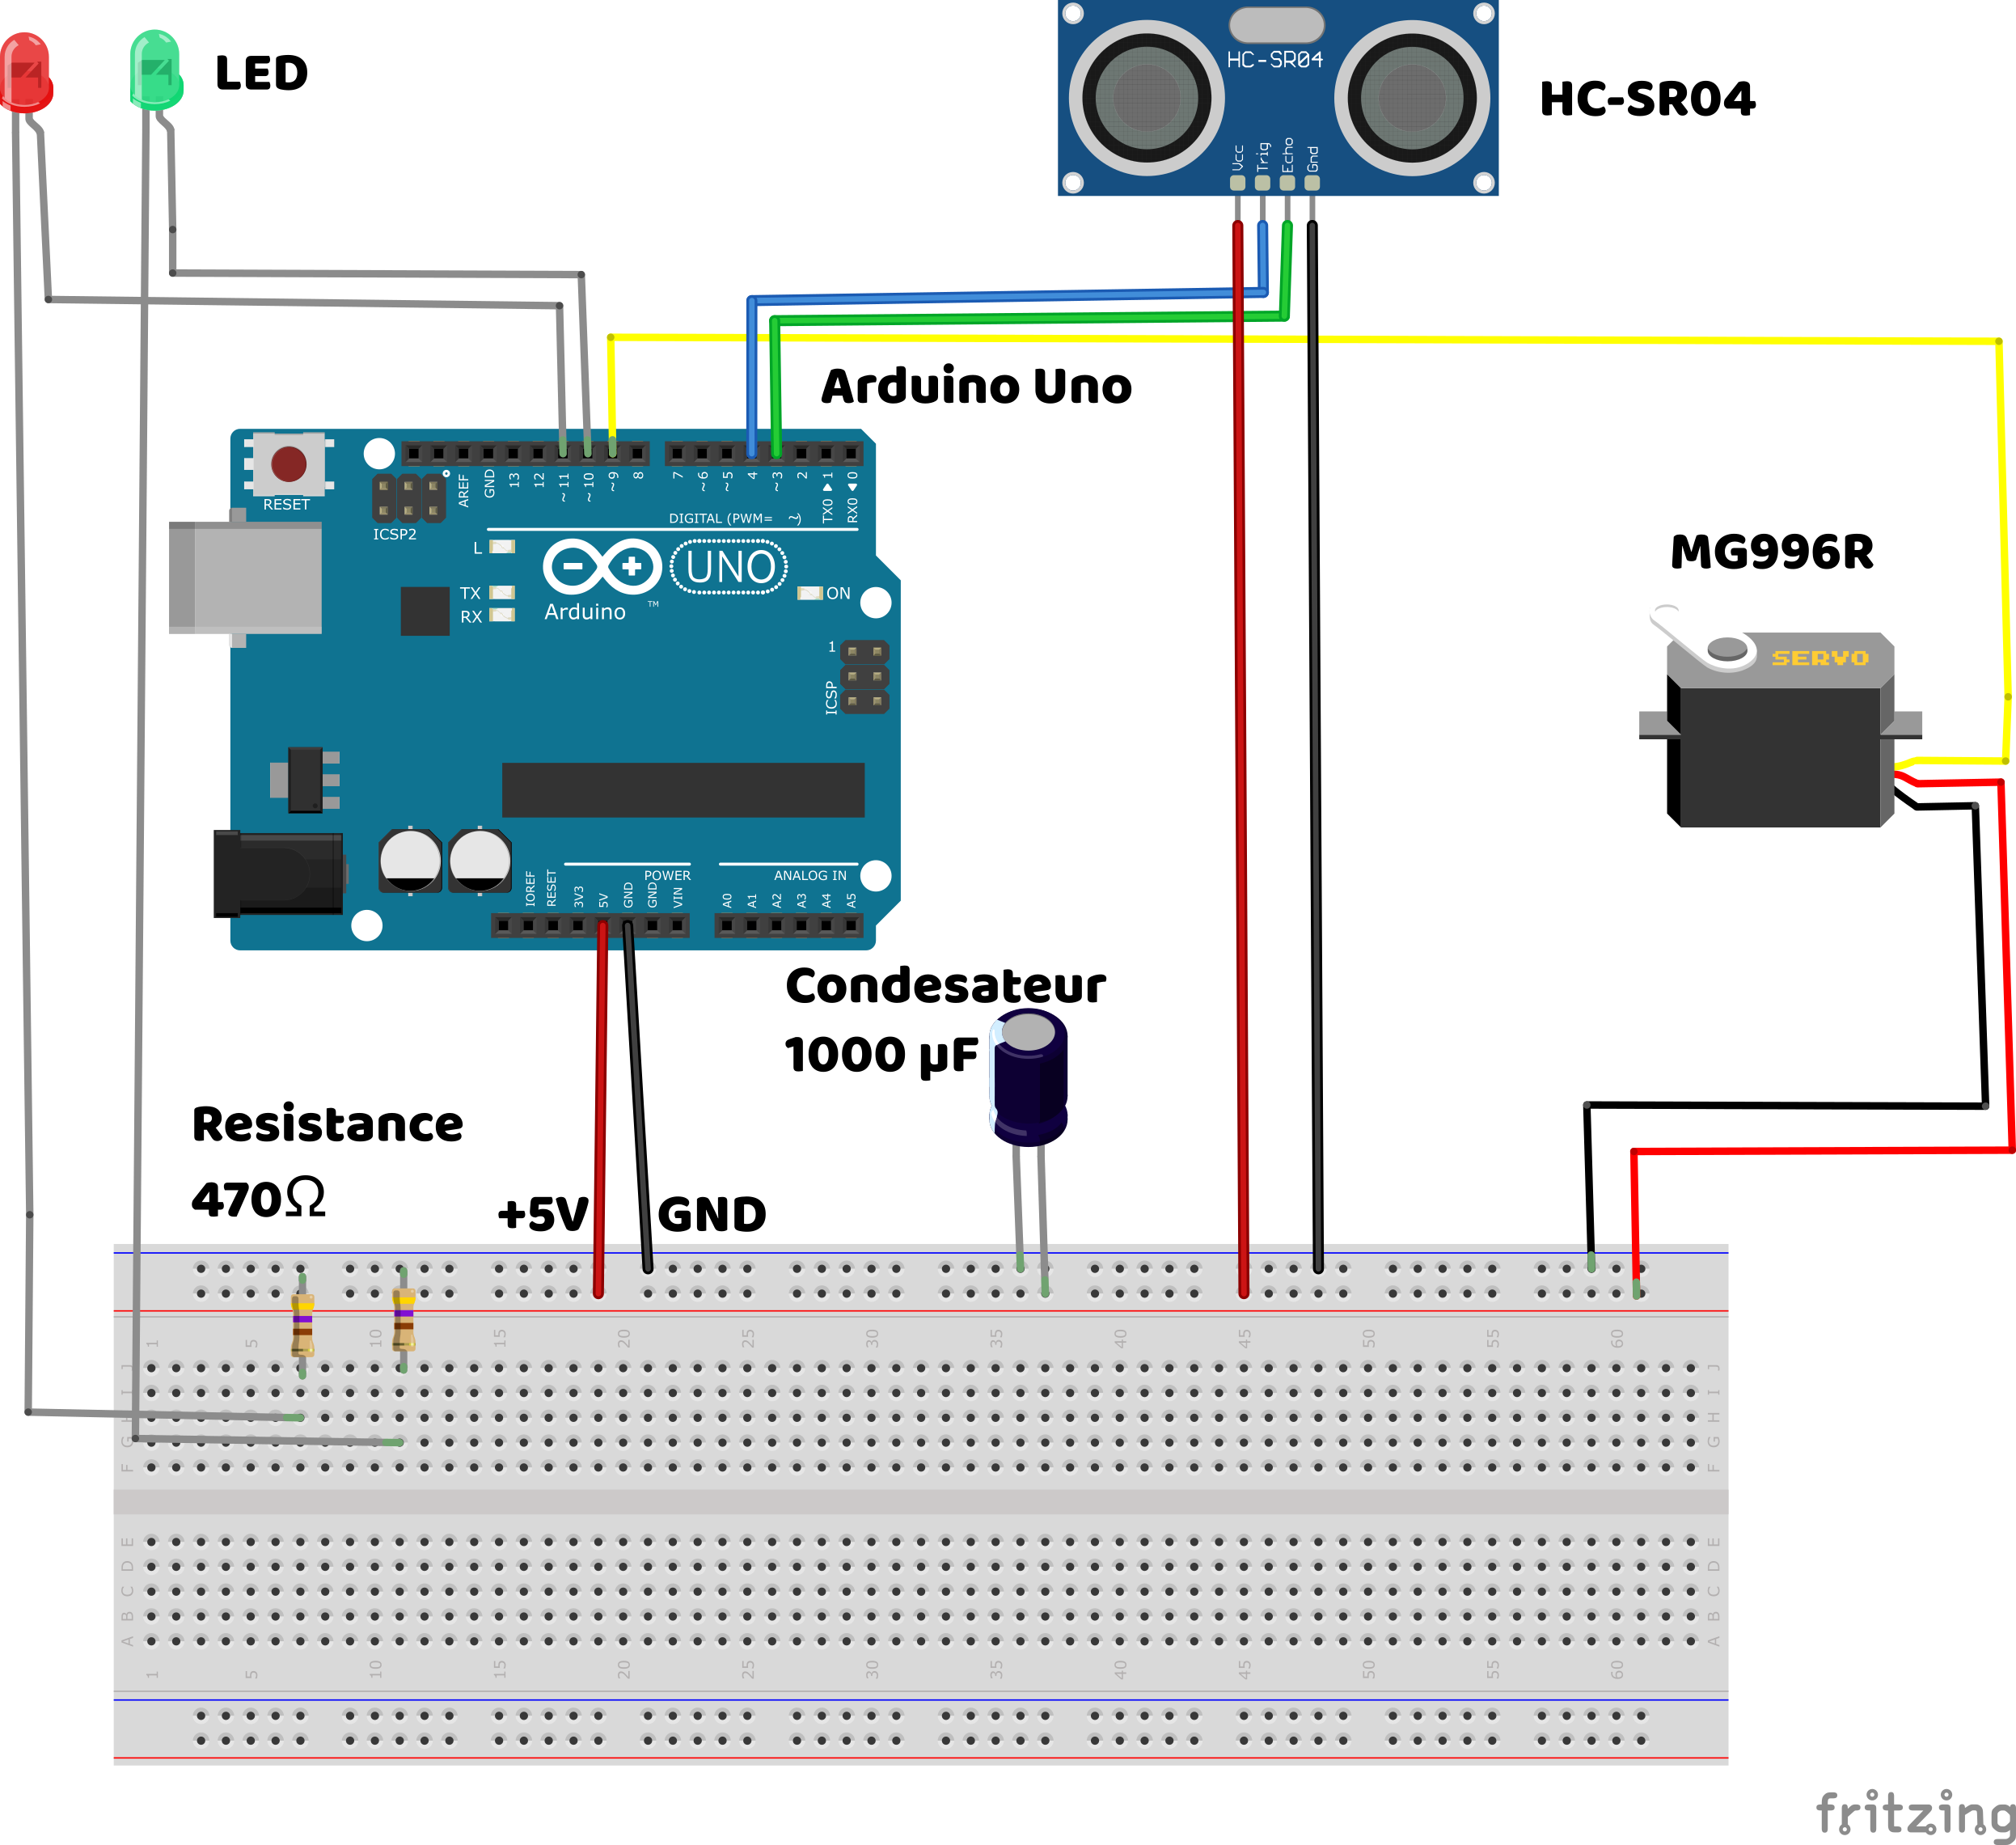 LED
HC-SR04
Vcc
Trig
Echo
Gnd
HC-SR04
Arduino Uno
RESET
ICSP2
AREF
GND
13
12
~11
~10
~9
8
7
~6
~5
4
~3
2
TX0 ▶ 1
RX0 ◀ 0
DIGITAL (PWM= ~)
L
TX
RX
UNO
Arduino
TM
ON
1
ICSP
MG996R
SERVO
POWER
ANALOG IN
IOREF
RESET
3V3
5V
GND
GND
VIN
A0
A1
A2
A3
A4
A5
Condesateur
1000 µF
Resistance
470Ω
+5V
GND
1 5 10 15 20 25 30 35 40 45 50 55 60
J J
I I
H H
G G
F F
E E
D D
C C
B B
A A
1 5 10 15 20 25 30 35 40 45 50 55 60
fritzing